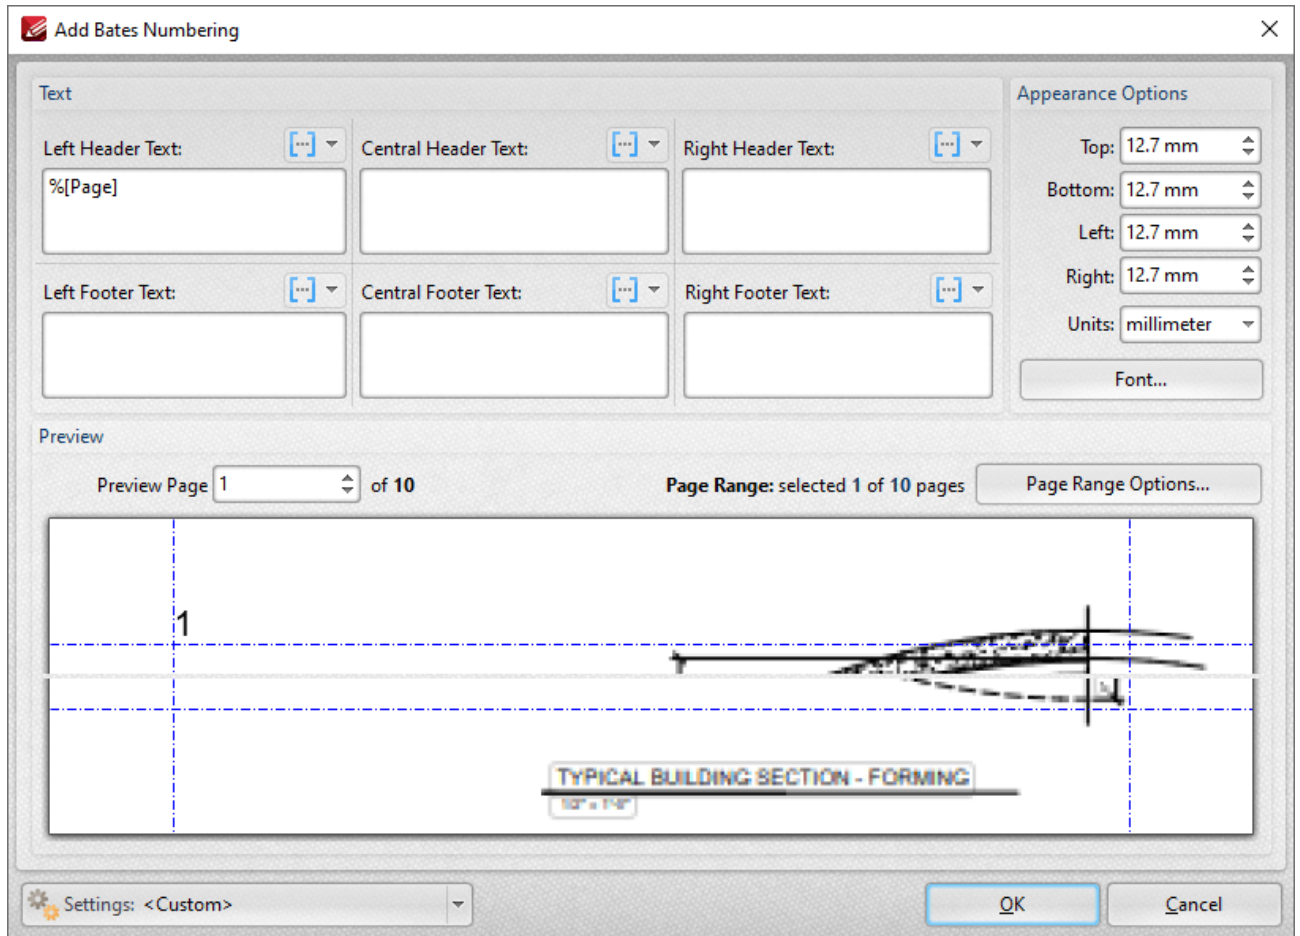 Add Bates Numbering
Text
Appearance Options
Left Header Text:
Central Header Text:
Right Header Text:
%[Page]
Top: 12.7 mm
Bottom: 12.7 mm
Left: 12.7 mm
Right: 12.7 mm
Units: millimeter
Font...
Left Footer Text:
Central Footer Text:
Right Footer Text:
Preview
Preview Page 1 of 10
Page Range: selected 1 of 10 pages
Page Range Options...
1
TYPICAL BUILDING SECTION - FORMING
Settings: <Custom>
OK
Cancel